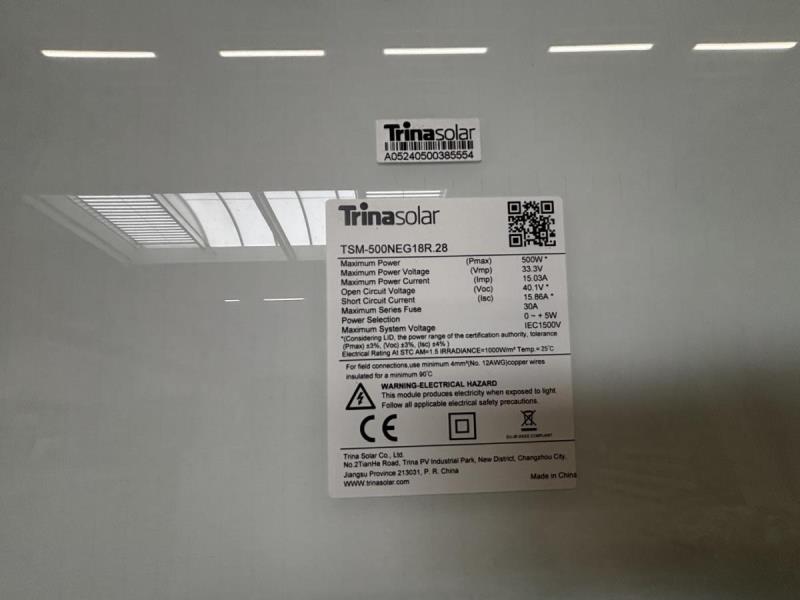 Trinasolar
A05240500385554
Trinasolar
TSM-500NEG18R.28
Maximum Power (Pmax) 500W *
Maximum Power Voltage (Vmp) 33.3V
Maximum Power Current (Imp) 15.03A
Open Circuit Voltage (Voc) 40.1V *
Short Circuit Current (Isc) 15.86A *
Maximum Series Fuse 30A
Power Selection 0 ~ + 5W
Maximum System Voltage IEC1500V
*(Considering LID, the power range of the certification authority, tolerance
(Pmax) ±3%, (Voc) ±3%, (Isc) ±4% )
Electrical Rating At STC AM=1.5 IRRADIANCE=1000W/m² Temp.= 25℃
For field connections,use minimum 4mm²(No. 12AWG)copper wires
insulated for a minimum 90℃
WARNING-ELECTRICAL HAZARD
This module produces electricity when exposed to light.
Follow all applicable electrical safety precautions.
CE
Trina Solar Co., Ltd.
No.2TianHe Road, Trina PV Industrial Park, New District, Changzhou City,
Jiangsu Province 213031, P. R. China
WWW.trinasolar.com
Made in China